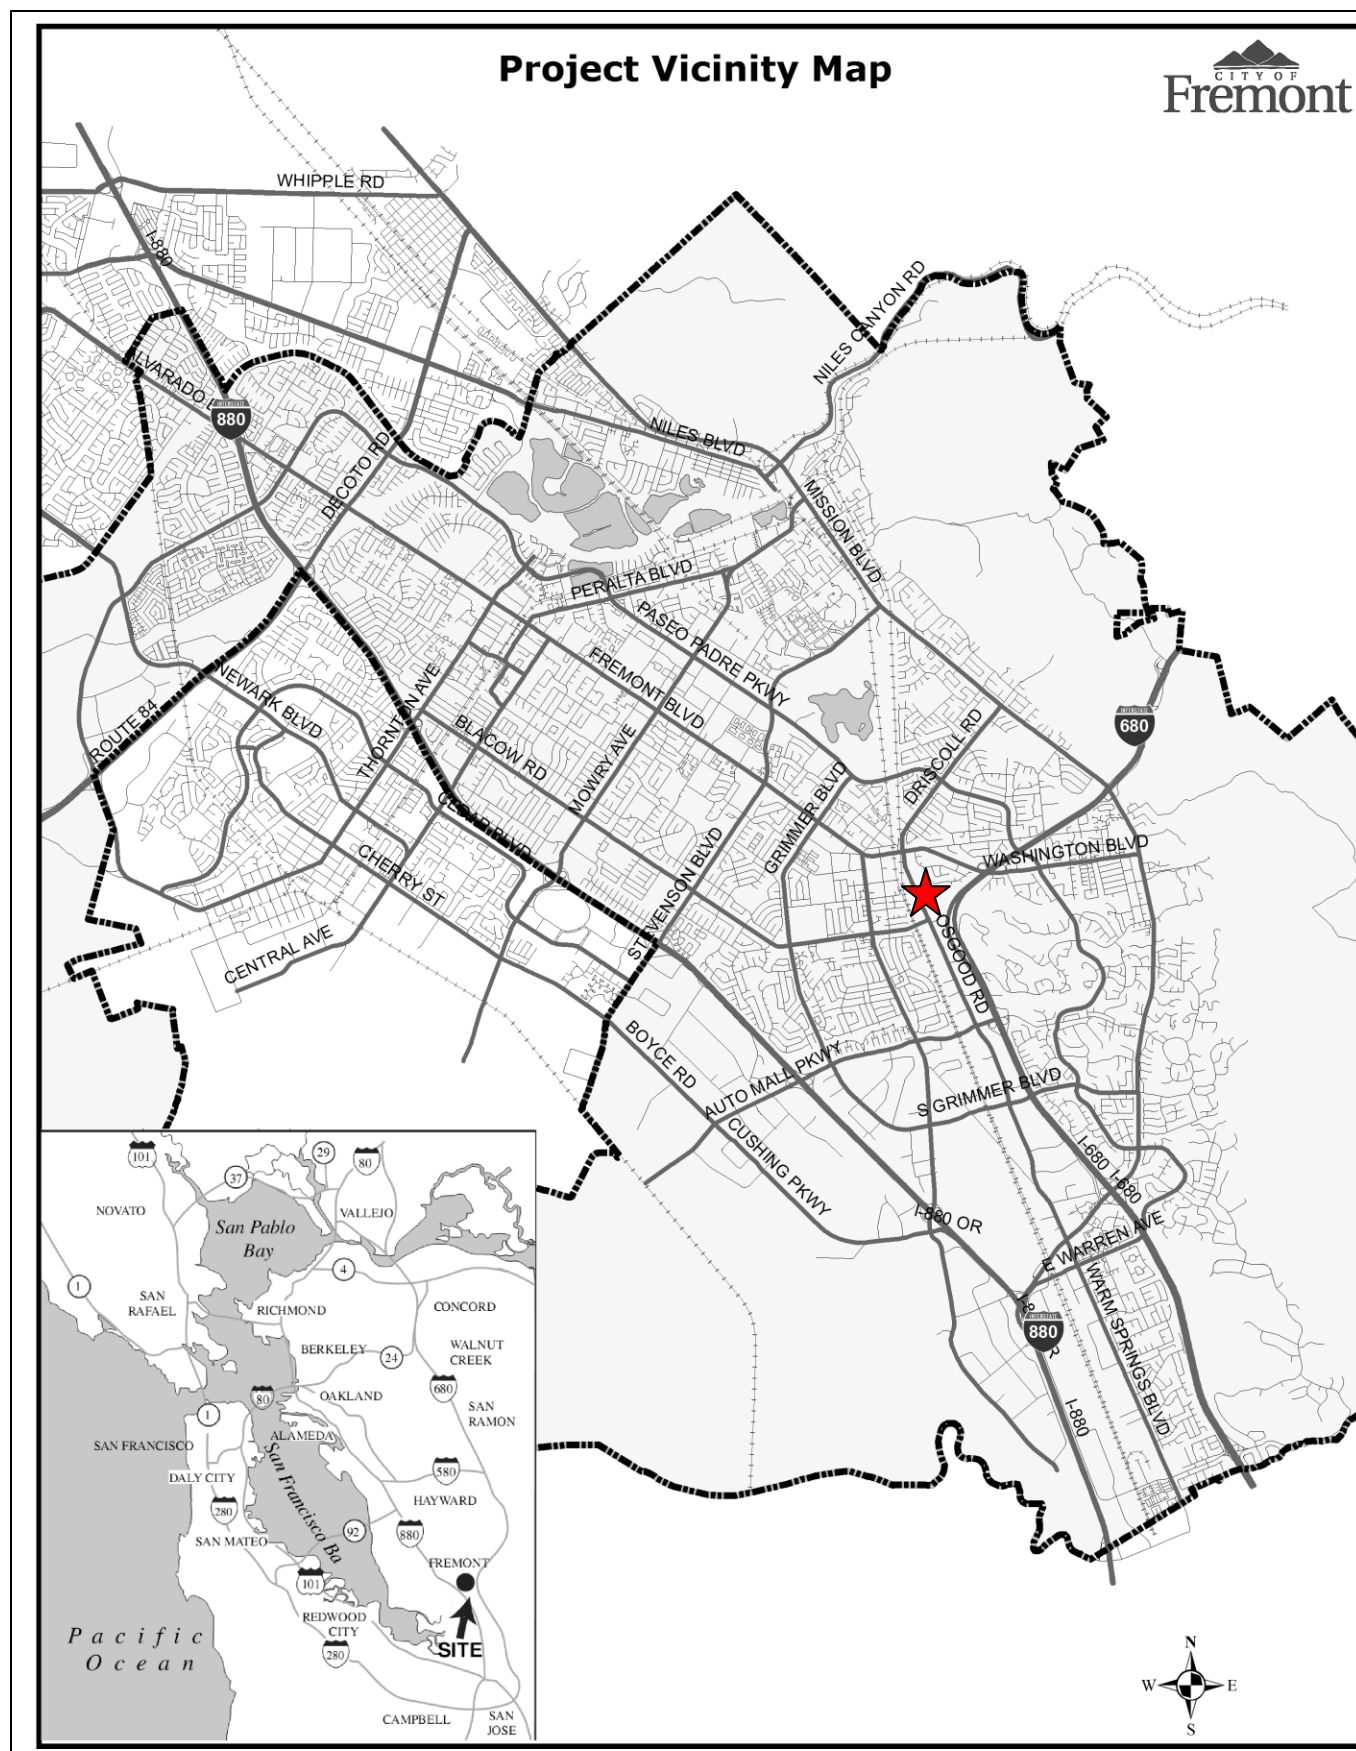 Project Vicinity Map
CITY OF
Fremont
WHIPPLE RD
I-880
NILES CANYON RD
880
NILES BLVD
DECOTO RD
MISSION BLVD
PERALTA BLVD
PASEO PADRE PKWY
FREMONT BLVD
NEWARK BLVD
ROUTE 84
THORNTON AVE
BLACOW RD
MOWRY AVE
INTERSTATE
680
DRISCOLL RD
GRIMMER BLVD
CEDAR BLVD
CHERRY ST
STEVENSON BLVD
WASHINGTON BLVD
CENTRAL AVE
OSGOOD RD
BOYCE RD
AUTO MALL PKWY
S GRIMMER BLVD
CUSHING PKWY
I-680
I-680
I-880 OR
WARREN AVE
WARM SPRINGS BLVD
INTERSTATE
880
I-880
101
29
80
37
NOVATO
VALLEJO
San Pablo
Bay
4
1
SAN
RAFAEL
RICHMOND
CONCORD
BERKELEY
24
WALNUT
CREEK
80
OAKLAND
680
SAN
RAMON
1
ALAMEDA
SAN FRANCISCO
San Francisco Ba
DALY CITY
580
280
HAYWARD
92
880
SAN MATEO
FREMONT
101
REDWOOD
CITY
SITE
280
Pacific
Ocean
CAMPBELL
SAN
JOSE
N
W
E
S